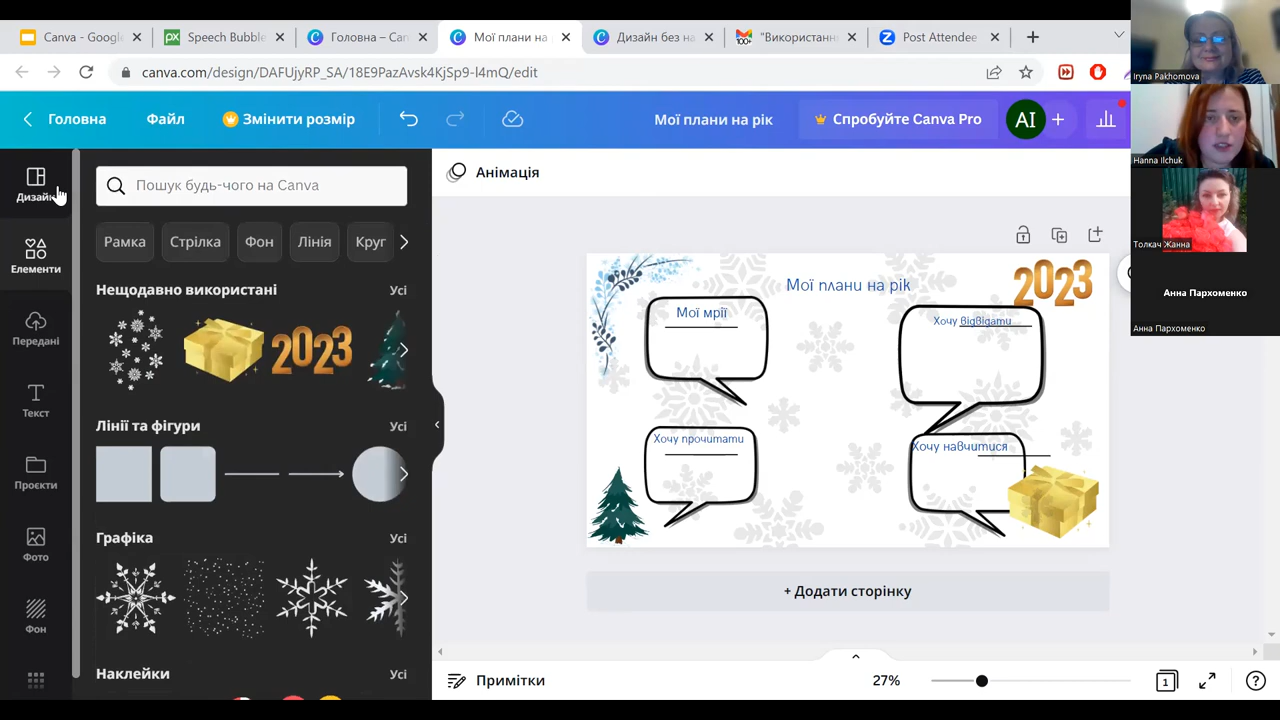 Canva - Google
Speech Bubble
Головна – Can
Мої плани на
Дизайн без на
"Використанн
Post Attendee
canva.com/design/DAFUjyRP_SA/18E9PazAvsk4KjSp9-l4mQ/edit
Головна
Файл
Змінити розмір
Мої плани на рік
Спробуйте Canva Pro
AI
Дизайн
Елементи
Передані
Текст
Проєкти
Фото
Фон
Пошук будь-чого на Canva
Рамка
Стрілка
Фон
Лінія
Круг
Нещодавно використані
Усі
2023
Лінії та фігури
Усі
Графіка
Усі
Наклейки
Усі
Анімація
Мої плани на рік
2023
Мої мрії
Хочу відвідати
Хочу прочитати
Хочу навчитися
+ Додати сторінку
Примітки
27%
1
Iryna Pakhomova
Hanna Ilchuk
Толкач Жанна
Анна Пархоменко
Анна Пархоменко